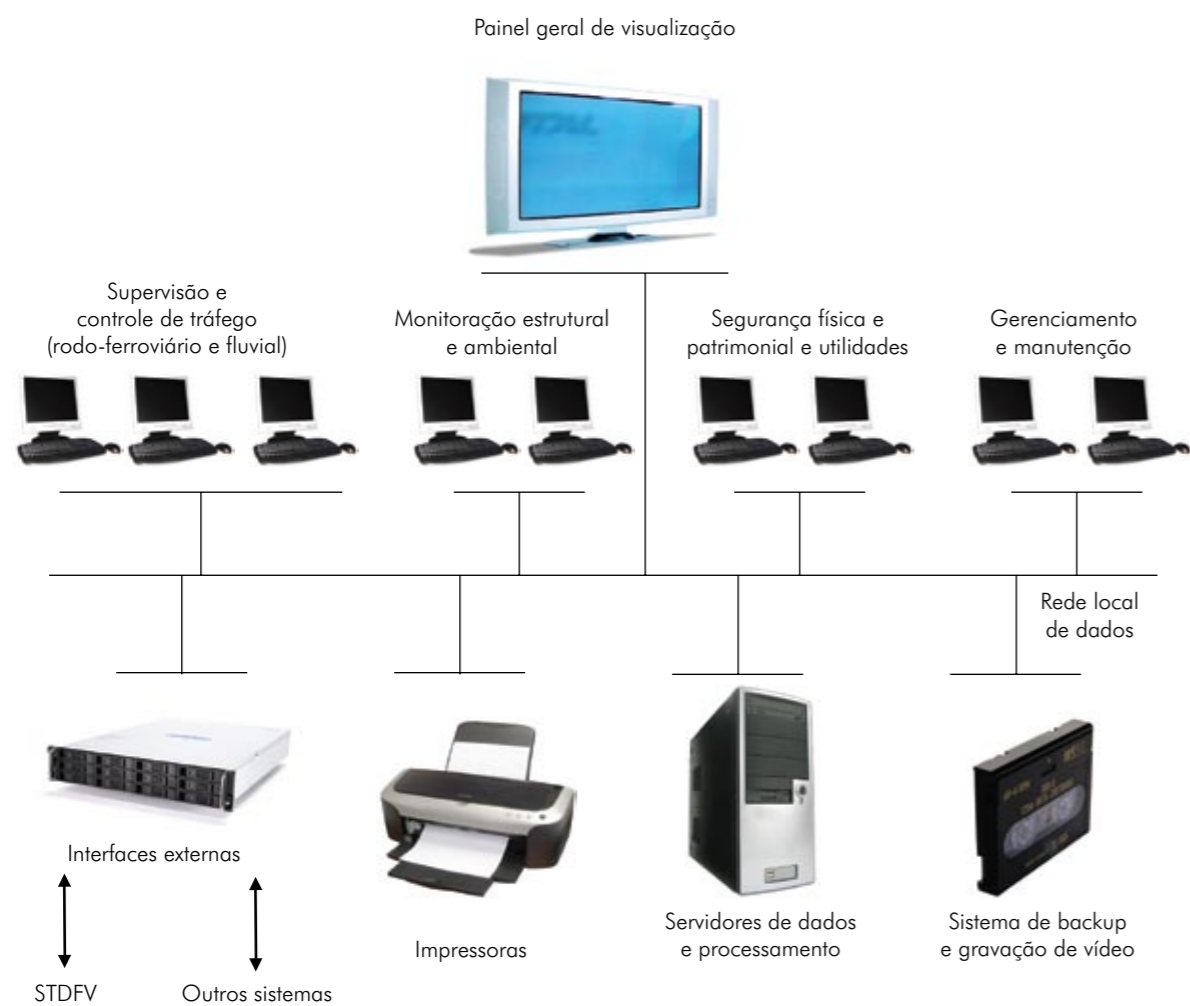 Painel geral de visualização
Supervisão e
controle de tráfego
(rodo-ferroviário e fluvial)
Monitoração estrutural
e ambiental
Segurança física e
patrimonial e utilidades
Gerenciamento
e manutenção
Rede local
de dados
Interfaces externas
Impressoras
Servidores de dados
e processamento
Sistema de backup
e gravação de vídeo
STDFV
Outros sistemas